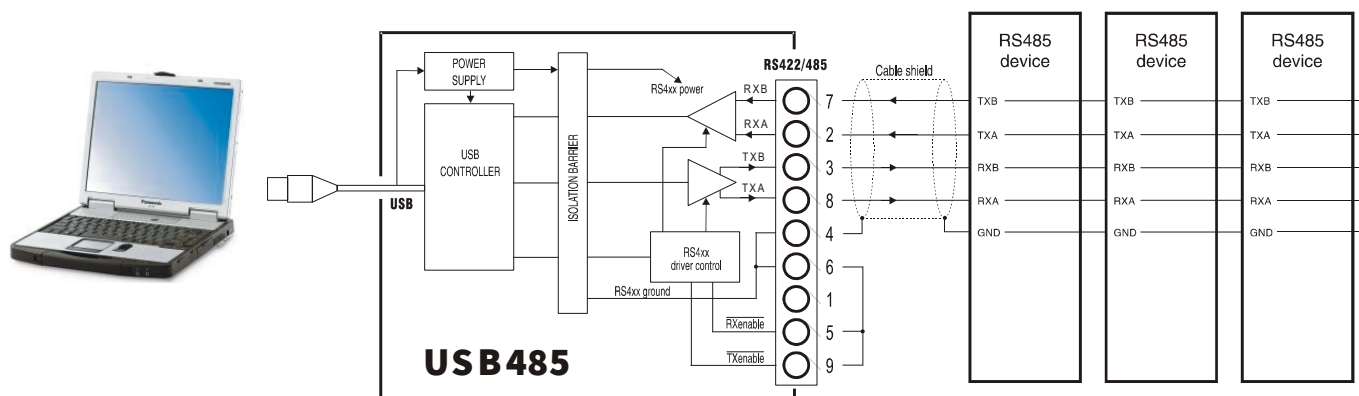 POWER
SUPPLY
USB
CONTROLLER
USB
ISOLATION BARRIER
RS4xx power
RXB
RXA
TXB
TXA
RS4xx
driver control
RS4xx ground
RXenable
TXenable
USB485
RS422/485
7
2
3
8
4
6
1
5
9
Cable shield
RS485
device
TXB
TXA
RXB
RXA
GND
RS485
device
TXB
TXA
RXB
RXA
GND
RS485
device
TXB
TXA
RXB
RXA
GND
Panasonic